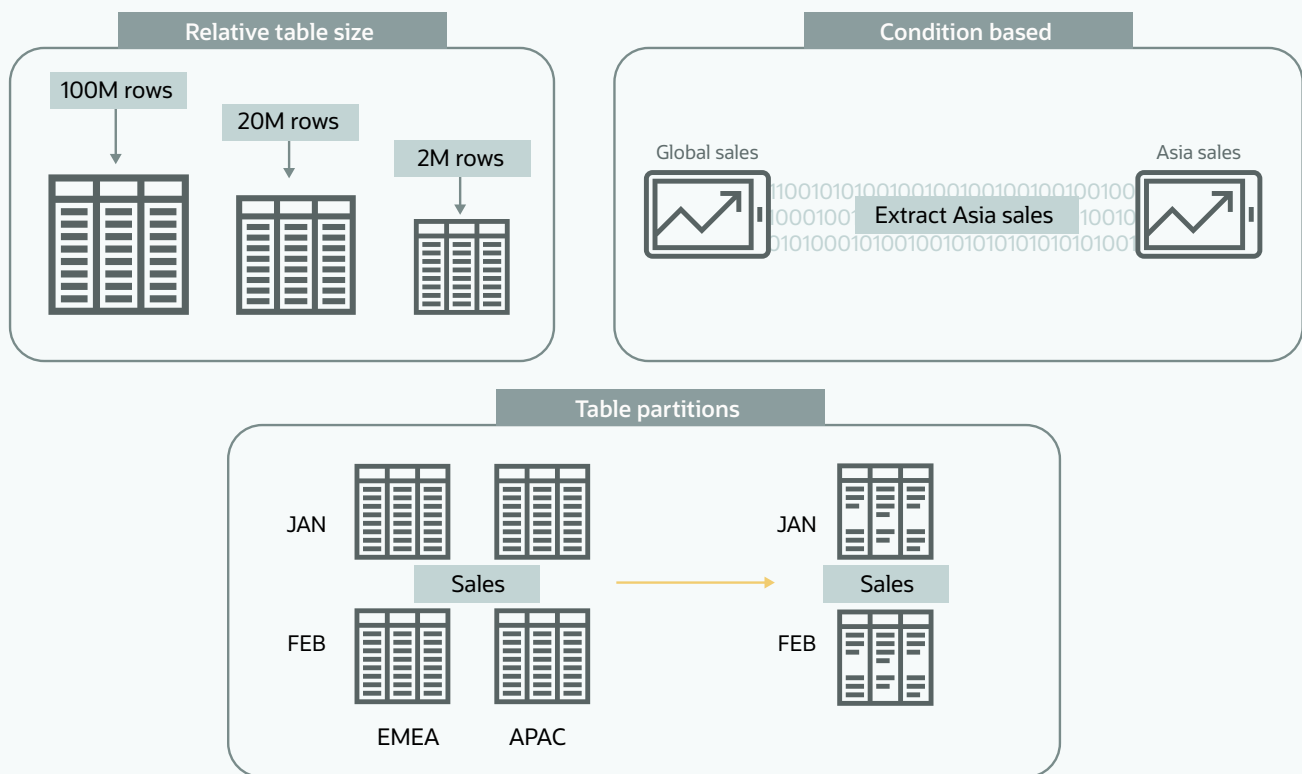 Relative table size
100M rows
20M rows
2M rows
Condition based
Global sales
Asia sales
Extract Asia sales
Table partitions
JAN
JAN
Sales
Sales
FEB
FEB
EMEA
APAC